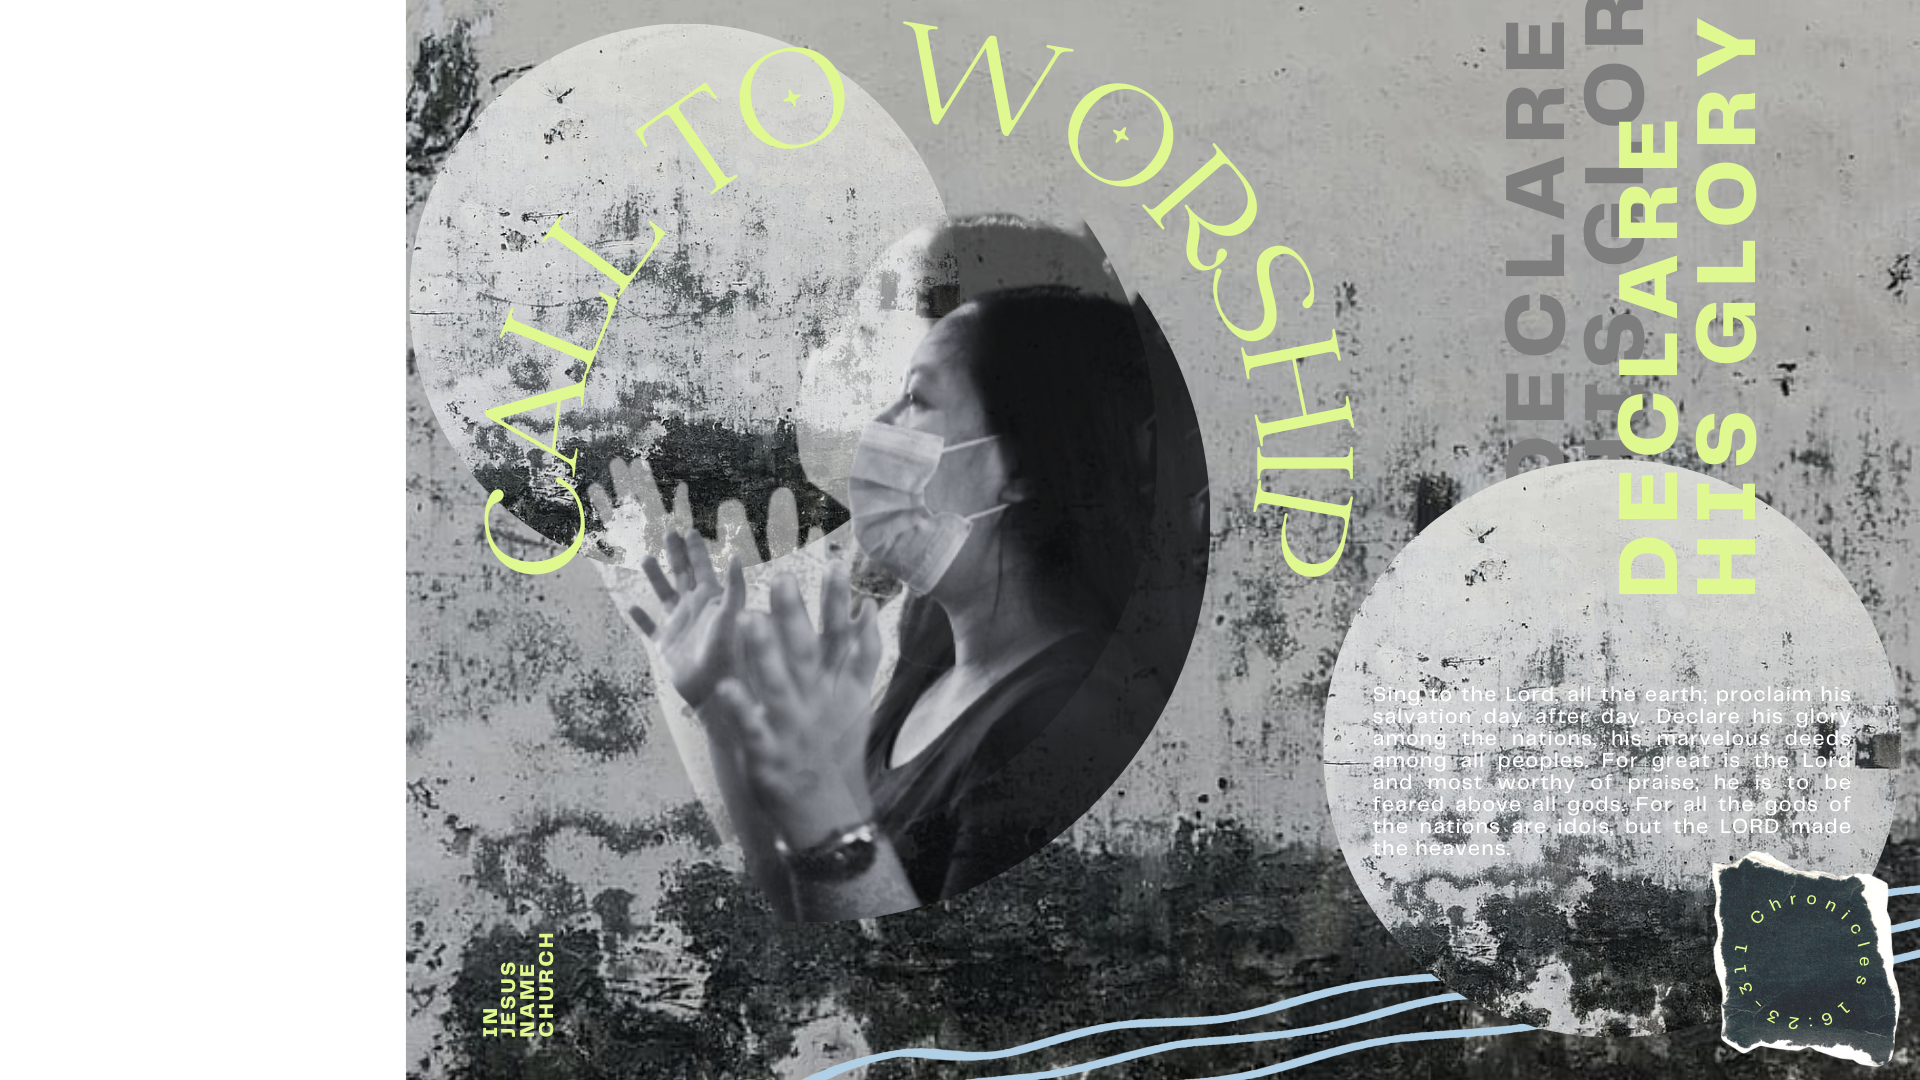 CALL TO WORSHIP
DECLARE
HIS GLORY
DECLARE
HIS GLORY
Sing to the Lord, all the earth; proclaim his
salvation day after day. Declare his glory
among the nations, his marvelous deeds
among all peoples. For great is the Lord
and most worthy of praise; he is to be
feared above all gods. For all the gods of
the nations are idols, but the LORD made
the heavens.
1 Chronicles 16:23-31
IN
JESUS
NAME
CHURCH